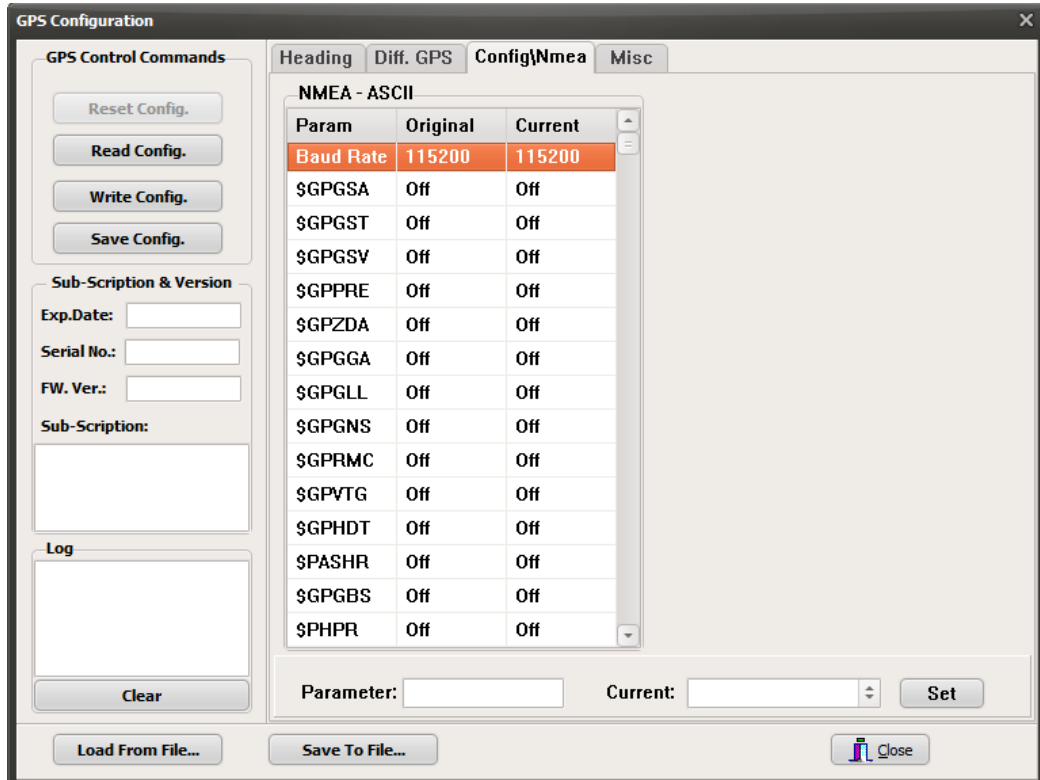 GPS Configuration
GPS Control Commands
Reset Config.
Read Config.
Write Config.
Save Config.
Sub-Scription & Version
Exp.Date:
Serial No.:
FW. Ver.:
Sub-Scription:
Log
Clear
Heading Diff. GPS Config\Nmea Misc
NMEA - ASCII
Param Original Current
Baud Rate 115200 115200
$GPGSA Off Off
$GPGST Off Off
$GPGSV Off Off
$GPPRE Off Off
$GPZDA Off Off
$GPGGA Off Off
$GPGLL Off Off
$GPGNS Off Off
$GPRMC Off Off
$GPVTG Off Off
$GPHDT Off Off
$PASHR Off Off
$GPGBS Off Off
$PHPR Off Off
Parameter: Current: Set
Load From File... Save To File... Close